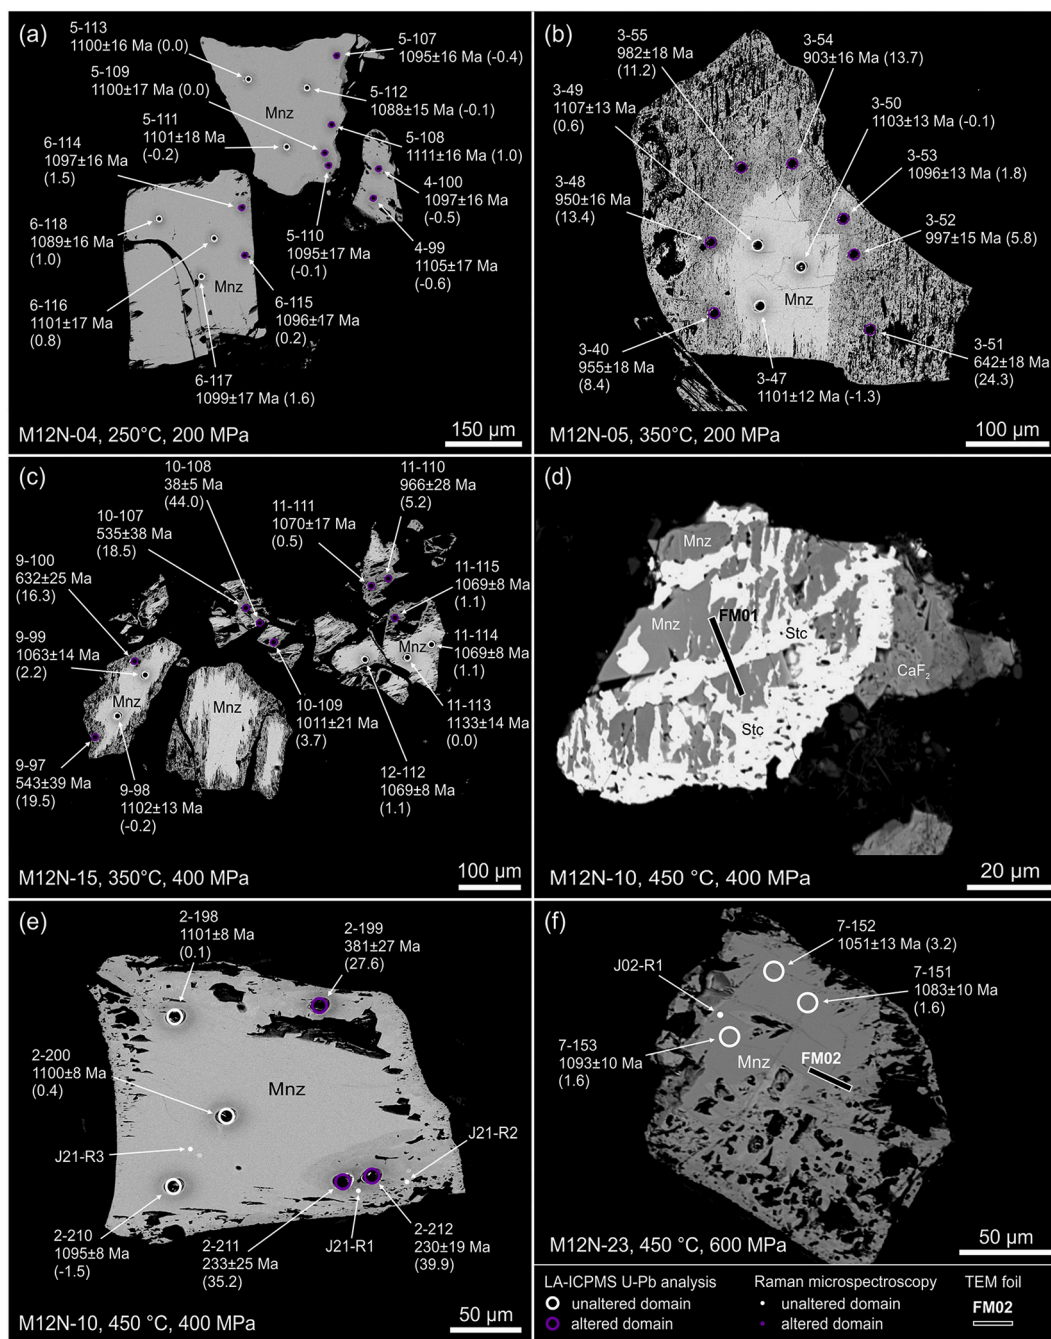 (a)
5-113
1100±16 Ma (0.0)
5-109
1100±17 Ma (0.0)
5-111
1101±18 Ma
(-0.2)
6-114
1097±16 Ma
(1.5)
6-118
1089±16 Ma
(1.0)
6-116
1101±17 Ma
(0.8)
6-117
1099±17 Ma (1.6)
Mnz
Mnz
5-107
1095±16 Ma (-0.4)
5-112
1088±15 Ma (-0.1)
5-108
1111±16 Ma (1.0)
4-100
1097±16 Ma
(-0.5)
4-99
1105±17 Ma
(-0.6)
5-110
1095±17 Ma
(-0.1)
6-115
1096±17 Ma
(0.2)
M12N-04, 250°C, 200 MPa
150 µm
(b)
3-55
982±18 Ma
(11.2)
3-54
903±16 Ma (13.7)
3-49
1107±13 Ma
(0.6)
3-50
1103±13 Ma (-0.1)
3-53
1096±13 Ma (1.8)
3-48
950±16 Ma
(13.4)
3-52
997±15 Ma (5.8)
Mnz
3-40
955±18 Ma
(8.4)
3-47
1101±12 Ma (-1.3)
3-51
642±18 Ma
(24.3)
M12N-05, 350°C, 200 MPa
100 µm
(c)
10-108
38±5 Ma
(44.0)
10-107
535±38 Ma
(18.5)
11-110
966±28 Ma
(5.2)
11-111
1070±17 Ma
(0.5)
9-100
632±25 Ma
(16.3)
11-115
1069±8 Ma
(1.1)
9-99
1063±14 Ma
(2.2)
11-114
1069±8 Ma
(1.1)
Mnz
Mnz
Mnz
10-109
1011±21 Ma
(3.7)
11-113
1133±14 Ma
(0.0)
9-97
543±39 Ma
(19.5)
9-98
1102±13 Ma
(-0.2)
12-112
1069±8 Ma
(1.1)
M12N-15, 350°C, 400 MPa
100 µm
(d)
Mnz
Mnz
FM01
Stc
CaF2
Stc
M12N-10, 450 °C, 400 MPa
20 µm
(e)
2-198
1101±8 Ma
(0.1)
2-199
381±27 Ma
(27.6)
2-200
1100±8 Ma
(0.4)
Mnz
J21-R3
J21-R2
2-210
1095±8 Ma
(-1.5)
2-211
233±25 Ma
(35.2)
J21-R1
2-212
230±19 Ma
(39.9)
M12N-10, 450 °C, 400 MPa
50 µm
(f)
7-152
1051±13 Ma (3.2)
J02-R1
7-151
1083±10 Ma
(1.6)
7-153
1093±10 Ma
(1.6)
Mnz
FM02
M12N-23, 450 °C, 600 MPa
50 µm
LA-ICPMS U-Pb analysis
unaltered domain
altered domain
Raman microspectroscopy
unaltered domain
altered domain
TEM foil
FM02